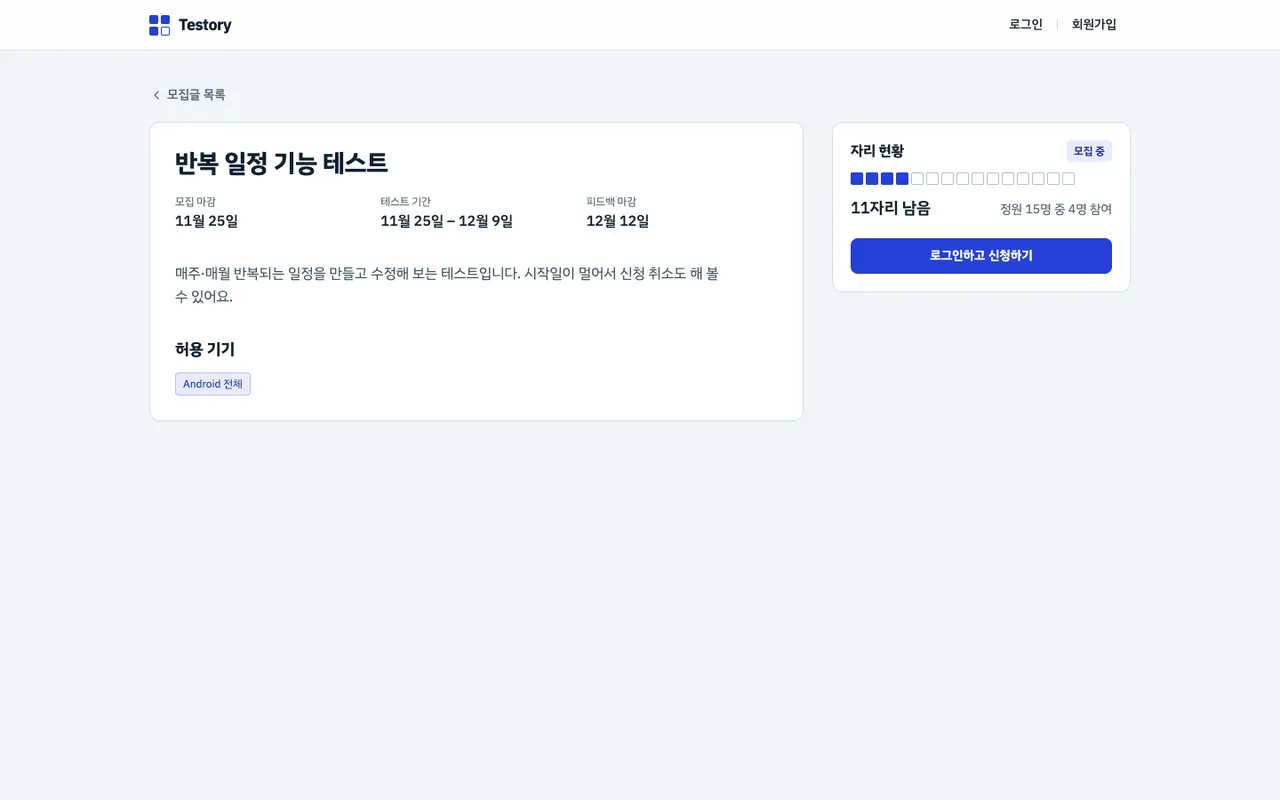 Testory
로그인
회원가입
모집글 목록
반복 일정 기능 테스트
모집 마감
11월 25일
테스트 기간
11월 25일 – 12월 9일
피드백 마감
12월 12일
매주·매월 반복되는 일정을 만들고 수정해 보는 테스트입니다. 시작일이 멀어서 신청 취소도 해 볼
수 있어요.
허용 기기
Android 전체
자리 현황
모집 중
11자리 남음
정원 15명 중 4명 참여
로그인하고 신청하기